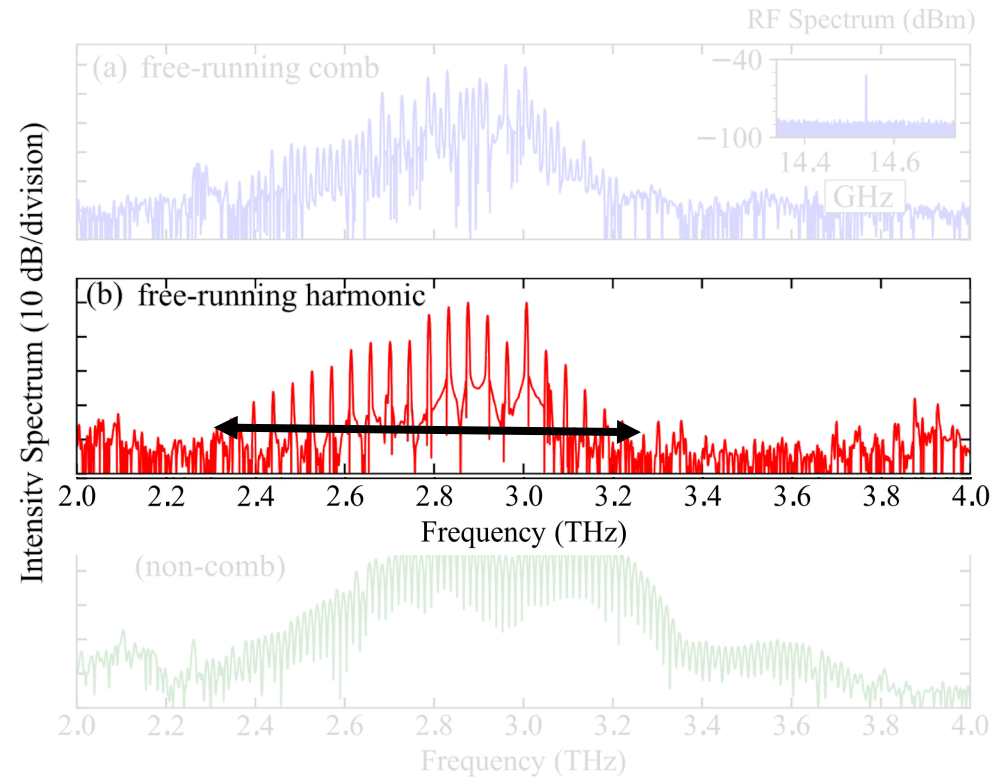 RF Spectrum (dBm)
(a) free-running comb
−40
−100
14.4 14.6
GHz
Intensity Spectrum (10 dB/division)
(b) free-running harmonic
2.0 2.2 2.4 2.6 2.8 3.0 3.2 3.4 3.6 3.8 4.0
Frequency (THz)
(non-comb)
2.0 2.2 2.4 2.6 2.8 3.0 3.2 3.4 3.6 3.8 4.0
Frequency (THz)